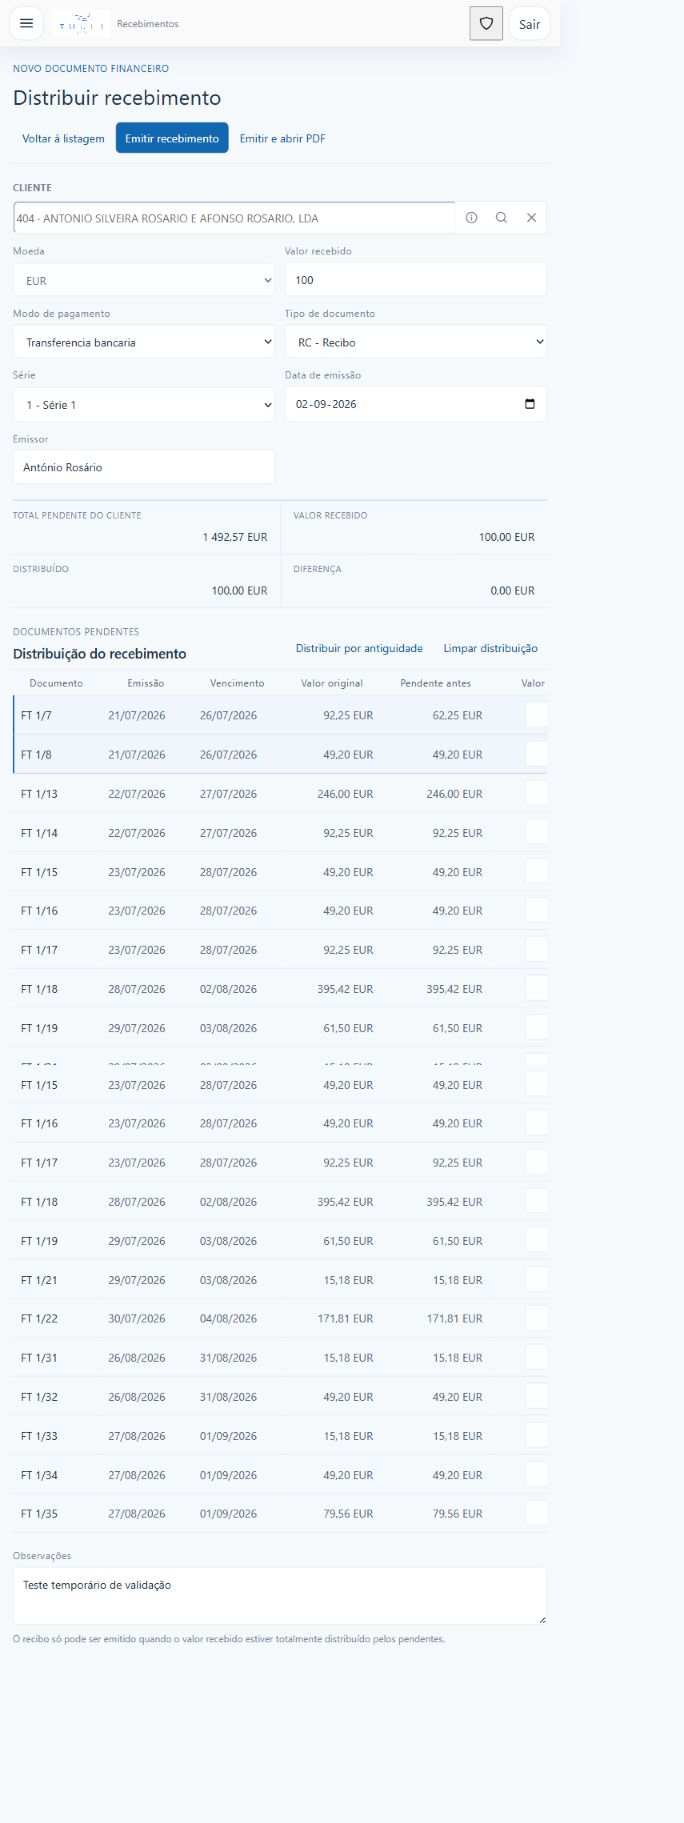 Recebimentos
Sair
NOVO DOCUMENTO FINANCEIRO
Distribuir recebimento
Voltar à listagem Emitir recebimento Emitir e abrir PDF
CLIENTE
404 · ANTONIO SILVEIRA ROSARIO E AFONSO ROSARIO, LDA
Moeda Valor recebido
EUR 100
Modo de pagamento Tipo de documento
Transferencia bancaria RC - Recibo
Série Data de emissão
1 - Série 1 02-09-2026
Emissor
António Rosário
TOTAL PENDENTE DO CLIENTE VALOR RECEBIDO
1 492,57 EUR 100,00 EUR
DISTRIBUÍDO DIFERENÇA
100,00 EUR 0,00 EUR
DOCUMENTOS PENDENTES
Distribuição do recebimento Distribuir por antiguidade Limpar distribuição
Documento Emissão Vencimento Valor original Pendente antes Valor
FT 1/7 21/07/2026 26/07/2026 92,25 EUR 62,25 EUR
FT 1/8 21/07/2026 26/07/2026 49,20 EUR 49,20 EUR
FT 1/13 22/07/2026 27/07/2026 246,00 EUR 246,00 EUR
FT 1/14 22/07/2026 27/07/2026 92,25 EUR 92,25 EUR
FT 1/15 23/07/2026 28/07/2026 49,20 EUR 49,20 EUR
FT 1/16 23/07/2026 28/07/2026 49,20 EUR 49,20 EUR
FT 1/17 23/07/2026 28/07/2026 92,25 EUR 92,25 EUR
FT 1/18 28/07/2026 02/08/2026 395,42 EUR 395,42 EUR
FT 1/19 29/07/2026 03/08/2026 61,50 EUR 61,50 EUR
FT 1/15 23/07/2026 28/07/2026 49,20 EUR 49,20 EUR
FT 1/16 23/07/2026 28/07/2026 49,20 EUR 49,20 EUR
FT 1/17 23/07/2026 28/07/2026 92,25 EUR 92,25 EUR
FT 1/18 28/07/2026 02/08/2026 395,42 EUR 395,42 EUR
FT 1/19 29/07/2026 03/08/2026 61,50 EUR 61,50 EUR
FT 1/21 29/07/2026 03/08/2026 15,18 EUR 15,18 EUR
FT 1/22 30/07/2026 04/08/2026 171,81 EUR 171,81 EUR
FT 1/31 26/08/2026 31/08/2026 15,18 EUR 15,18 EUR
FT 1/32 26/08/2026 31/08/2026 49,20 EUR 49,20 EUR
FT 1/33 27/08/2026 01/09/2026 15,18 EUR 15,18 EUR
FT 1/34 27/08/2026 01/09/2026 49,20 EUR 49,20 EUR
FT 1/35 27/08/2026 01/09/2026 79,56 EUR 79,56 EUR
Observações
Teste temporário de validação
O recibo só pode ser emitido quando o valor recebido estiver totalmente distribuído pelos pendentes.